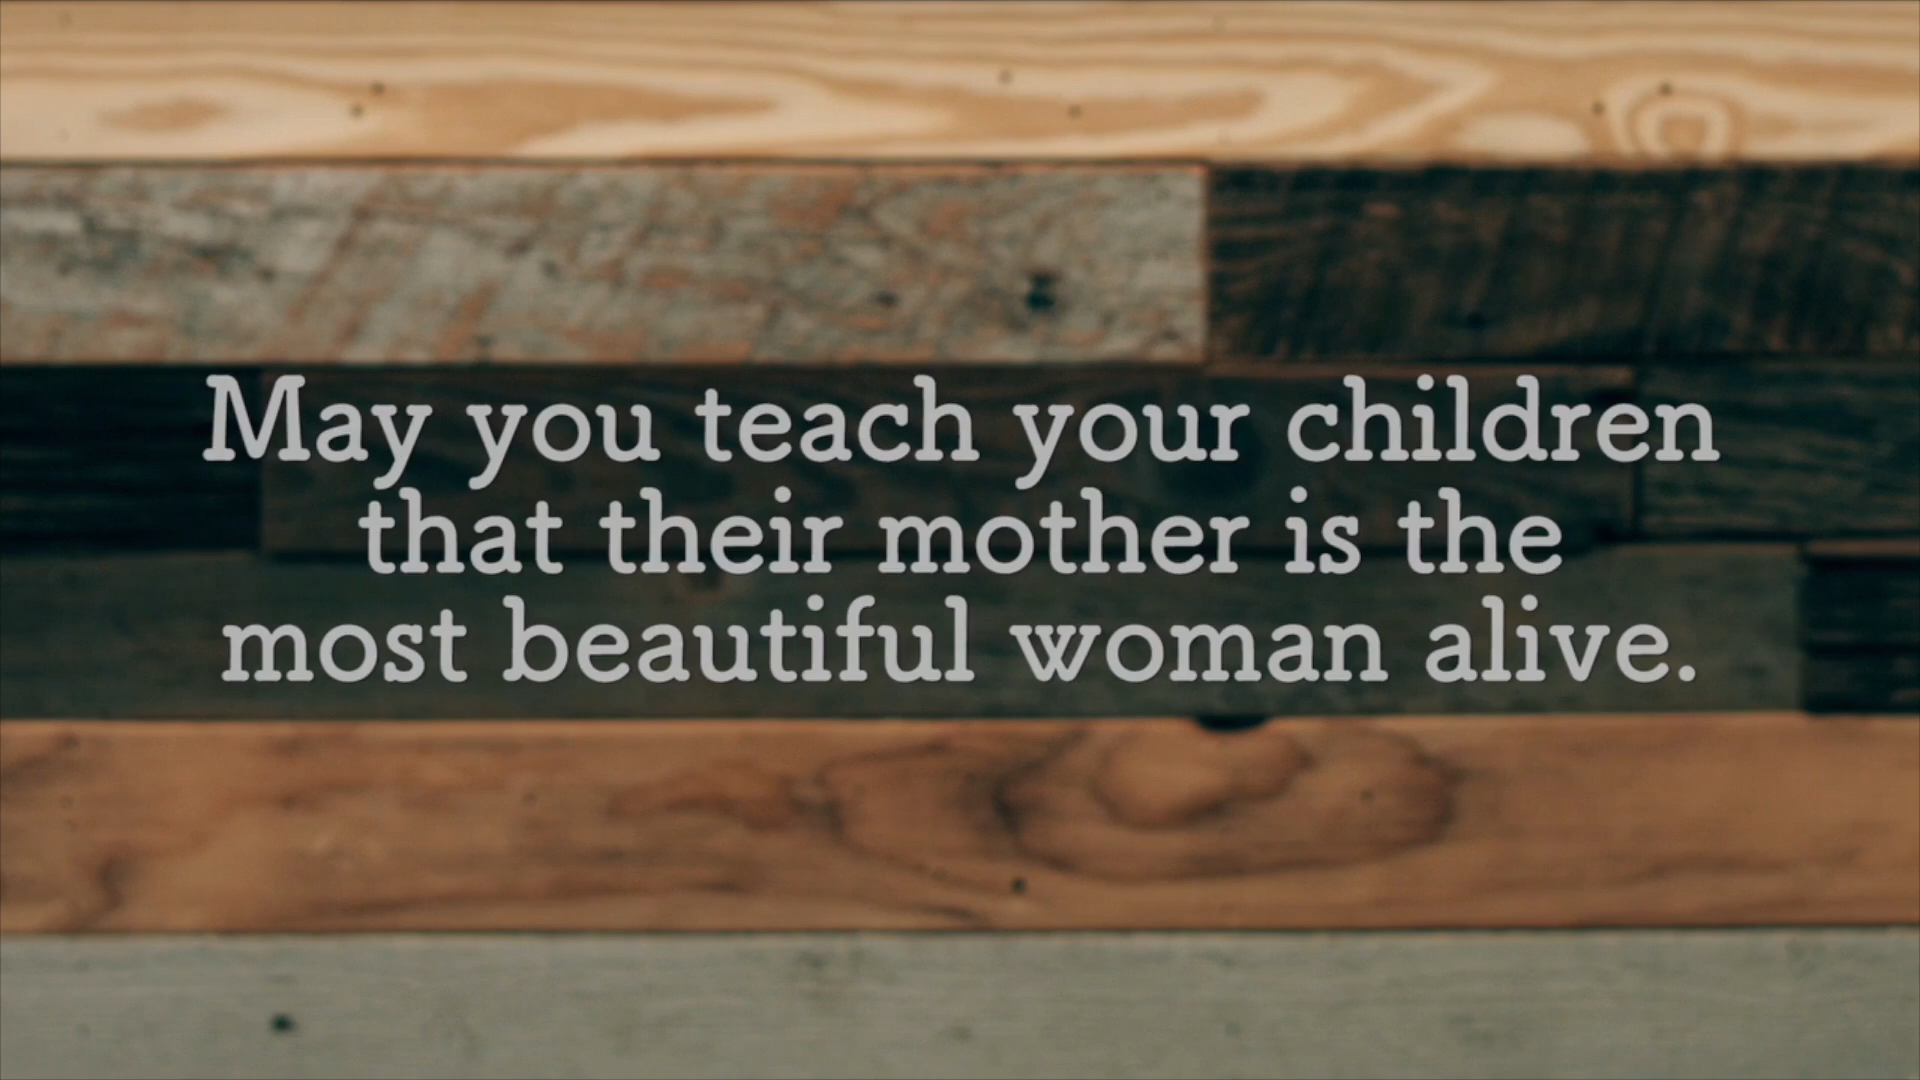 May you teach your children
that their mother is the
most beautiful woman alive.